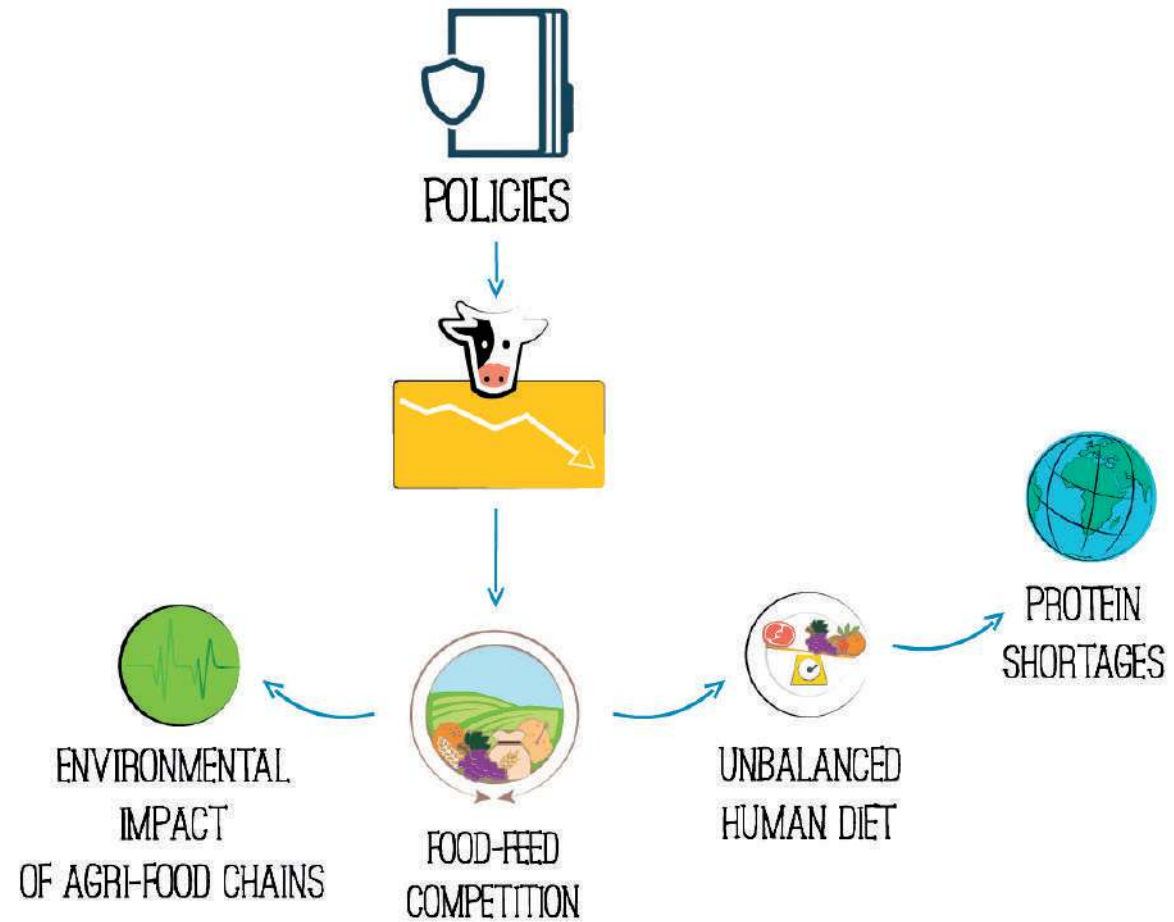 POLICIES
PROTEIN
SHORTAGES
ENVIRONMENTAL
IMPACT
OF AGRI-FOOD CHAINS
FOOD-FEED
COMPETITION
UNBALANCED
HUMAN DIET